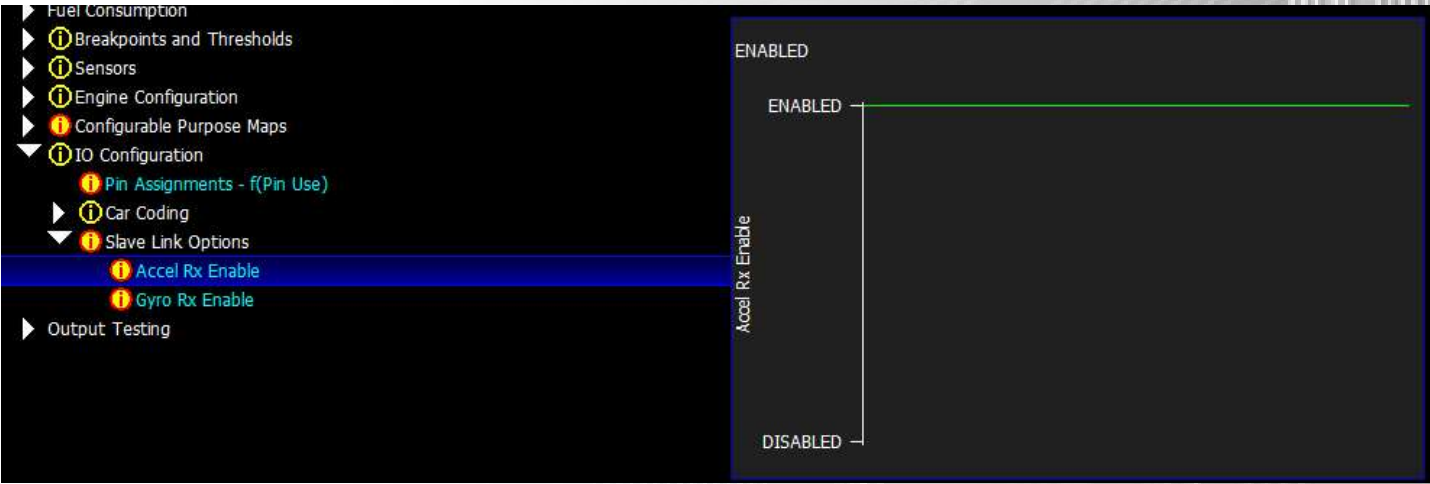 Fuel Consumption
Breakpoints and Thresholds
Sensors
Engine Configuration
Configurable Purpose Maps
IO Configuration
Pin Assignments - f(Pin Use)
Car Coding
Slave Link Options
Accel Rx Enable
Gyro Rx Enable
Output Testing
ENABLED
ENABLED
Accel Rx Enable
DISABLED